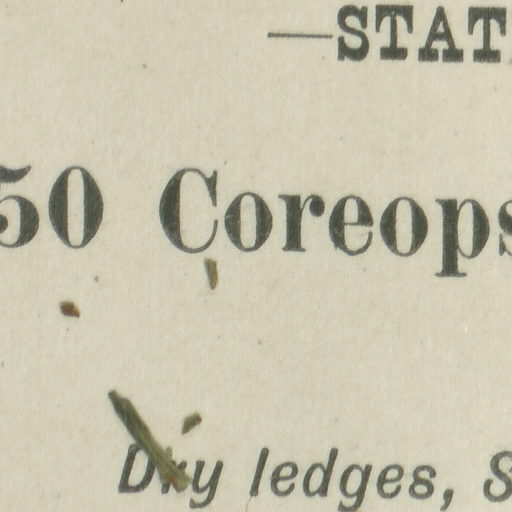 —STAT
50 Coreops
Dry ledges, S